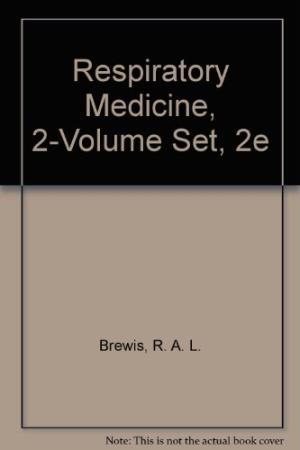 Respiratory
Medicine,
2-Volume Set, 2e
Brewis, R. A. L.
Note: This is not the actual book cover